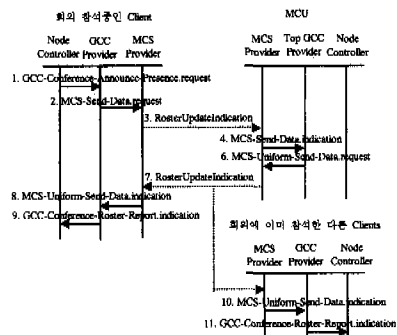 회의 참석중인 Client
MCU
Node Controller
GCC Provider
MCS Provider
MCS Provider
Top GCC Provider
Node Controller
1. GCC-Conference-Announce-Presence.request
2. MCS-Send-Data.request
3. RosterUpdateIndication
4. MCS-Send-Data.indication
6. MCS-Uniform-Send-Data.request
7. RosterUpdateIndication
8. MCS-Uniform-Send-Data.indication
9. GCC-Conference-Roster-Report.indication
회의에 이미 참석한 다른 Clients
MCS Provider
GCC Provider
Node Controller
10. MCS-Uniform-Send-Data.indication
11. GCC-Conference-Roster-Report.indication